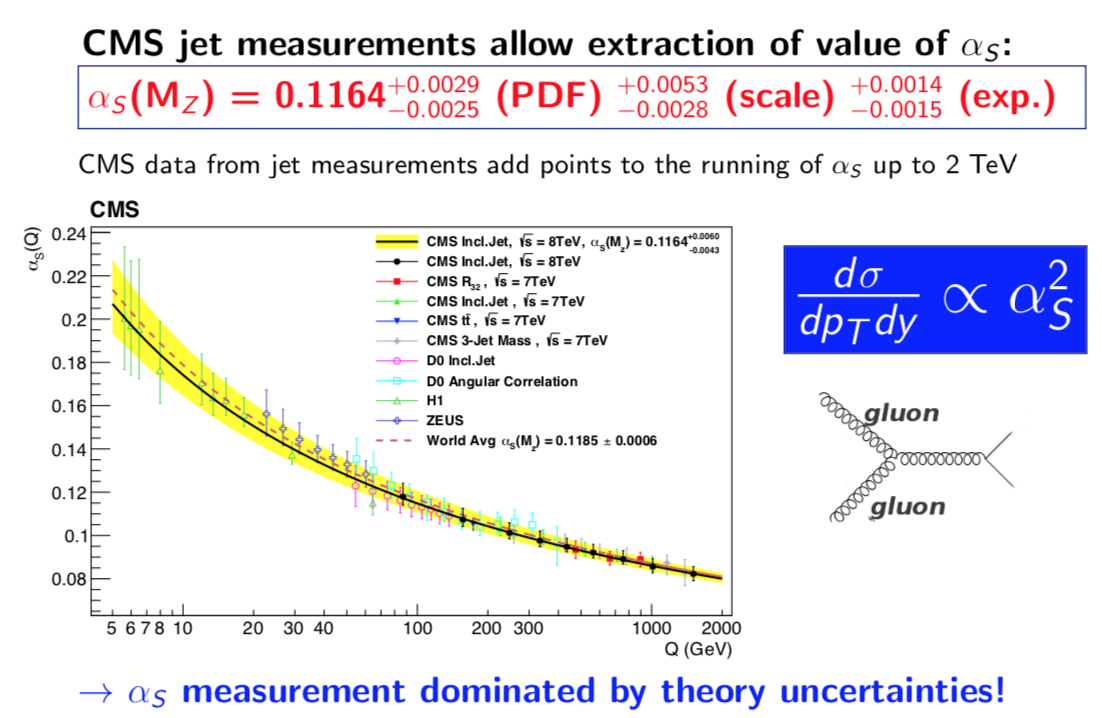 CMS jet measurements allow extraction of value of αS:
αS(MZ) = 0.1164 +0.0029 −0.0025 (PDF) +0.0053 −0.0028 (scale) +0.0014 −0.0015 (exp.)
CMS data from jet measurements add points to the running of αS up to 2 TeV
CMS
αs(Q)
0.24
0.22
0.2
0.18
0.16
0.14
0.12
0.1
0.08
CMS Incl.Jet, √s = 8TeV, αs(Mz) = 0.1164 +0.0060 -0.0043
CMS Incl.Jet, √s = 8TeV
CMS R32 , √s = 7TeV
CMS Incl.Jet , √s = 7TeV
CMS tt̄ , √s = 7TeV
CMS 3-Jet Mass , √s = 7TeV
D0 Incl.Jet
D0 Angular Correlation
H1
ZEUS
World Avg αs(Mz) = 0.1185 ± 0.0006
5 6 7 8 10 20 30 40 100 200 300 1000 2000
Q (GeV)
dσ
dpTdy ∝ αS²
gluon
gluon
→ αS measurement dominated by theory uncertainties!